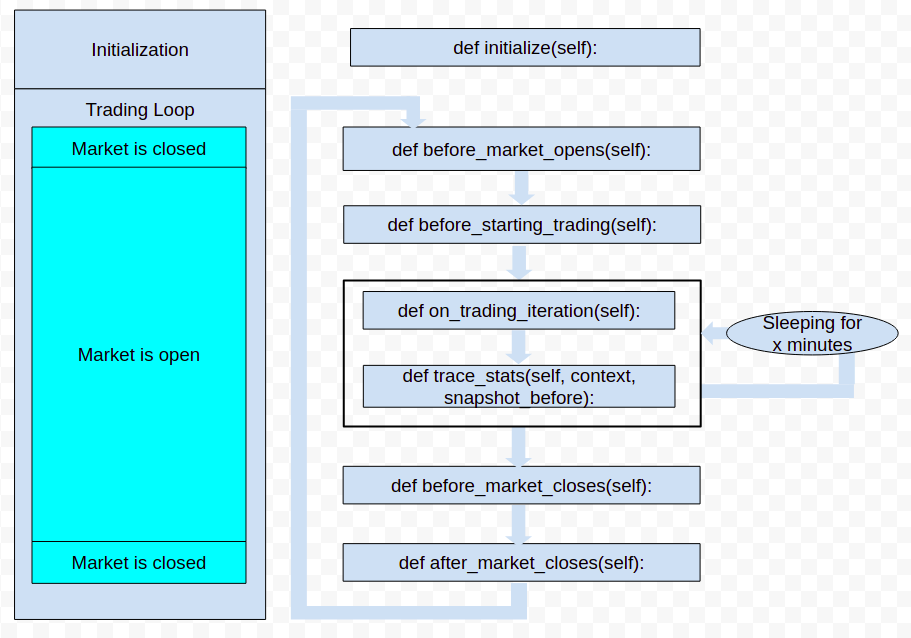 Initialization
Trading Loop
Market is closed
Market is open
Market is closed
def initialize(self):
def before_market_opens(self):
def before_starting_trading(self):
def on_trading_iteration(self):
def trace_stats(self, context,
snapshot_before):
Sleeping for
x minutes
def before_market_closes(self):
def after_market_closes(self):